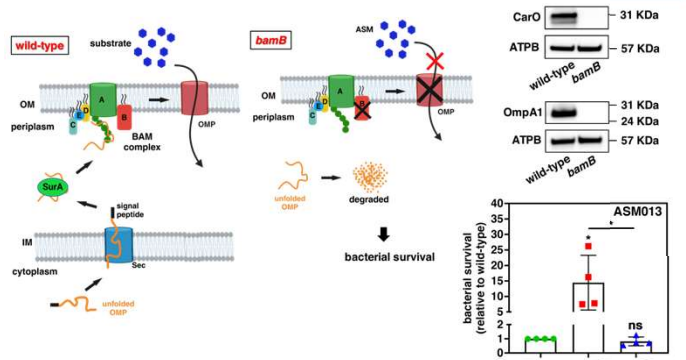 wild-type
substrate
OM
periplasm
A
B
C
D
E
OMP
BAM
complex
SurA
signal
peptide
IM
cytoplasm
Sec
unfolded
OMP
bamB
ASM
OM
periplasm
A
B
C
D
E
OMP
unfolded
OMP
degraded
bacterial survival
CarO
31 KDa
ATPB
57 KDa
wild-type
bamB
OmpA1
31 KDa
24 KDa
ATPB
57 KDa
wild-type
bamB
ASM013
bacterial survival
(relative to wild-type)
40
35
30
25
20
15
10
5
2
1
0
*
*
ns